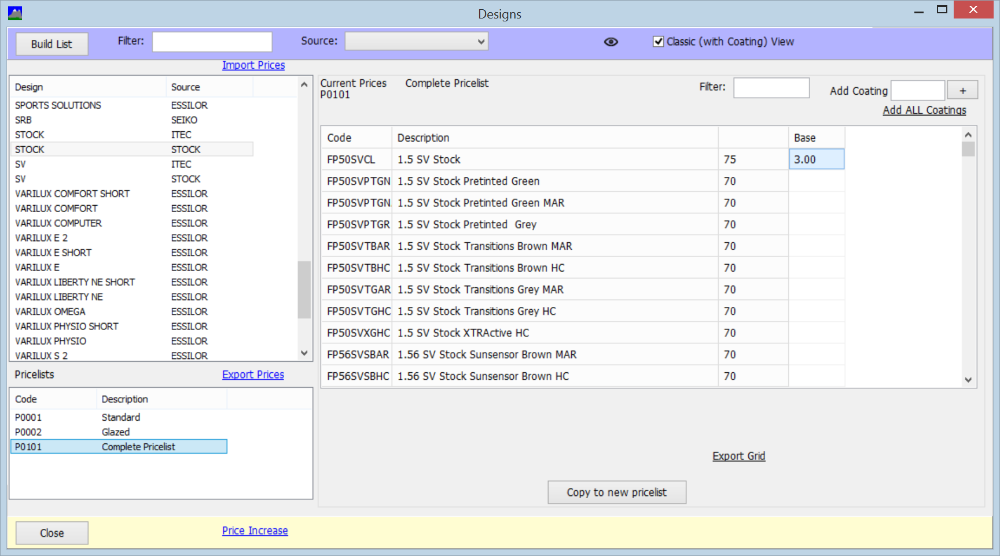 Designs
Build List
Filter:
Source:
Classic (with Coating) View
Import Prices
Design Source
SPORTS SOLUTIONS ESSILOR
SRB SEIKO
STOCK ITEC
STOCK STOCK
SV ITEC
SV STOCK
VARILUX COMFORT SHORT ESSILOR
VARILUX COMFORT ESSILOR
VARILUX COMPUTER ESSILOR
VARILUX E 2 ESSILOR
VARILUX E SHORT ESSILOR
VARILUX E ESSILOR
VARILUX LIBERTY NE SHORT ESSILOR
VARILUX LIBERTY NE ESSILOR
VARILUX OMEGA ESSILOR
VARILUX PHYSIO SHORT ESSILOR
VARILUX PHYSIO ESSILOR
VARILUX S 2 ESSILOR
Pricelists
Export Prices
Code Description
P0001 Standard
P0002 Glazed
P0101 Complete Pricelist
Current Prices Complete Pricelist
P0101
Filter:
Add Coating
+
Add ALL Coatings
Code Description Base
FP50SVCL 1.5 SV Stock 75 3.00
FP50SVPTGN 1.5 SV Stock Pretinted Green 70
FP50SVPTGN. 1.5 SV Stock Pretinted Green MAR 70
FP50SVPTGR 1.5 SV Stock Pretinted  Grey 70
FP50SVTBAR 1.5 SV Stock Transitions Brown MAR 70
FP50SVTBHC 1.5 SV Stock Transitions Brown HC 70
FP50SVTGAR 1.5 SV Stock Transitions Grey MAR 70
FP50SVTGHC 1.5 SV Stock Transitions Grey HC 70
FP50SVXGHC 1.5 SV Stock XTRActive HC 70
FP56SVSBAR 1.56 SV Stock Sunsensor Brown MAR 70
FP56SVSBHC 1.56 SV Stock Sunsensor Brown HC 70
Export Grid
Copy to new pricelist
Close
Price Increase